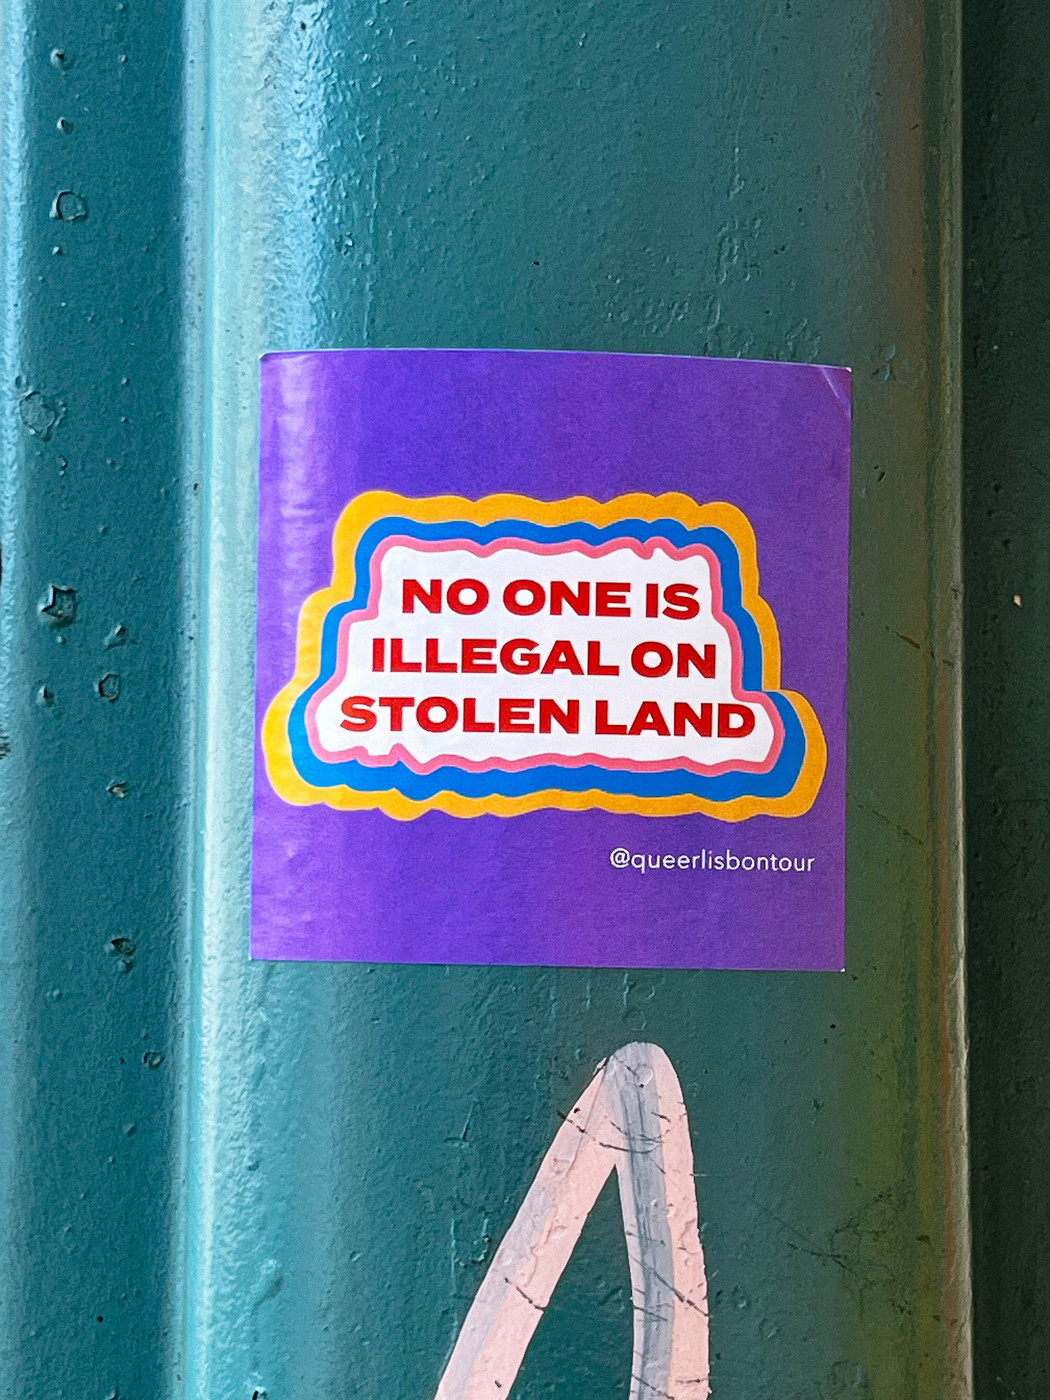 NO ONE IS
ILLEGAL ON
STOLEN LAND
@queerlisbontour